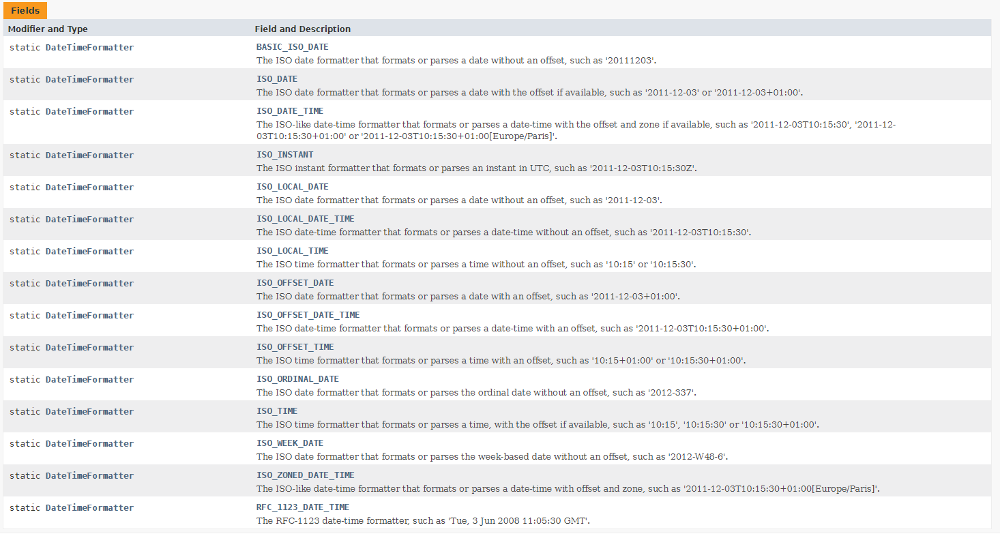 Fields
Modifier and Type Field and Description
static DateTimeFormatter BASIC_ISO_DATE
The ISO date formatter that formats or parses a date without an offset, such as '20111203'.
static DateTimeFormatter ISO_DATE
The ISO date formatter that formats or parses a date with the offset if available, such as '2011-12-03' or '2011-12-03+01:00'.
static DateTimeFormatter ISO_DATE_TIME
The ISO-like date-time formatter that formats or parses a date-time with the offset and zone if available, such as '2011-12-03T10:15:30', '2011-12-
03T10:15:30+01:00' or '2011-12-03T10:15:30+01:00[Europe/Paris]'.
static DateTimeFormatter ISO_INSTANT
The ISO instant formatter that formats or parses an instant in UTC, such as '2011-12-03T10:15:30Z'.
static DateTimeFormatter ISO_LOCAL_DATE
The ISO date formatter that formats or parses a date without an offset, such as '2011-12-03'.
static DateTimeFormatter ISO_LOCAL_DATE_TIME
The ISO date-time formatter that formats or parses a date-time without an offset, such as '2011-12-03T10:15:30'.
static DateTimeFormatter ISO_LOCAL_TIME
The ISO time formatter that formats or parses a time without an offset, such as '10:15' or '10:15:30'.
static DateTimeFormatter ISO_OFFSET_DATE
The ISO date formatter that formats or parses a date with an offset, such as '2011-12-03+01:00'.
static DateTimeFormatter ISO_OFFSET_DATE_TIME
The ISO date-time formatter that formats or parses a date-time with an offset, such as '2011-12-03T10:15:30+01:00'.
static DateTimeFormatter ISO_OFFSET_TIME
The ISO time formatter that formats or parses a time with an offset, such as '10:15+01:00' or '10:15:30+01:00'.
static DateTimeFormatter ISO_ORDINAL_DATE
The ISO date formatter that formats or parses the ordinal date without an offset, such as '2012-337'.
static DateTimeFormatter ISO_TIME
The ISO time formatter that formats or parses a time, with the offset if available, such as '10:15', '10:15:30' or '10:15:30+01:00'.
static DateTimeFormatter ISO_WEEK_DATE
The ISO date formatter that formats or parses the week-based date without an offset, such as '2012-W48-6'.
static DateTimeFormatter ISO_ZONED_DATE_TIME
The ISO-like date-time formatter that formats or parses a date-time with offset and zone, such as '2011-12-03T10:15:30+01:00[Europe/Paris]'.
static DateTimeFormatter RFC_1123_DATE_TIME
The RFC-1123 date-time formatter, such as 'Tue, 3 Jun 2008 11:05:30 GMT'.